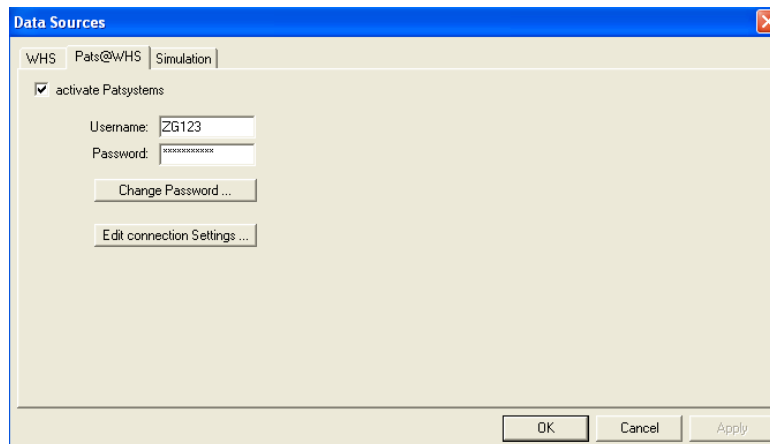 Data Sources
WHS Pats@WHS Simulation
activate Patsystems
Username: ZG123
Password: ***********
Change Password ...
Edit connection Settings ...
OK Cancel Apply